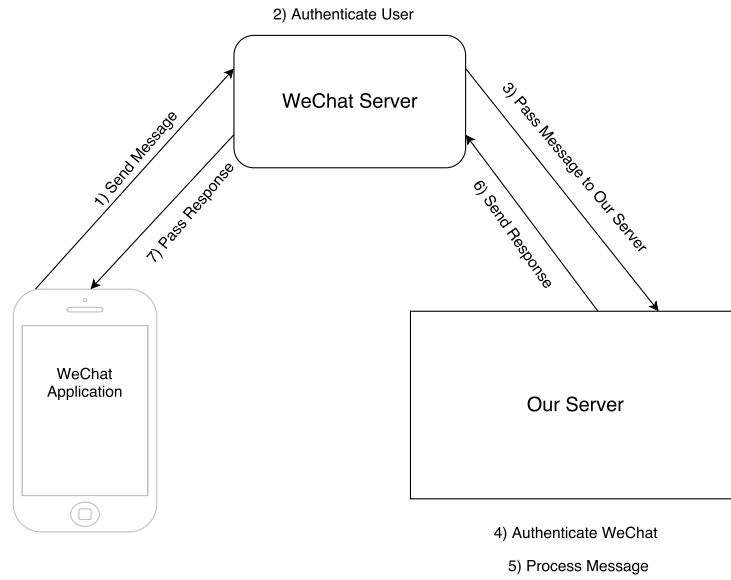 2) Authenticate User
WeChat Server
1) Send Message
3) Pass Message to Our Server
7) Pass Response
6) Send Response
WeChat
Application
Our Server
4) Authenticate WeChat
5) Process Message